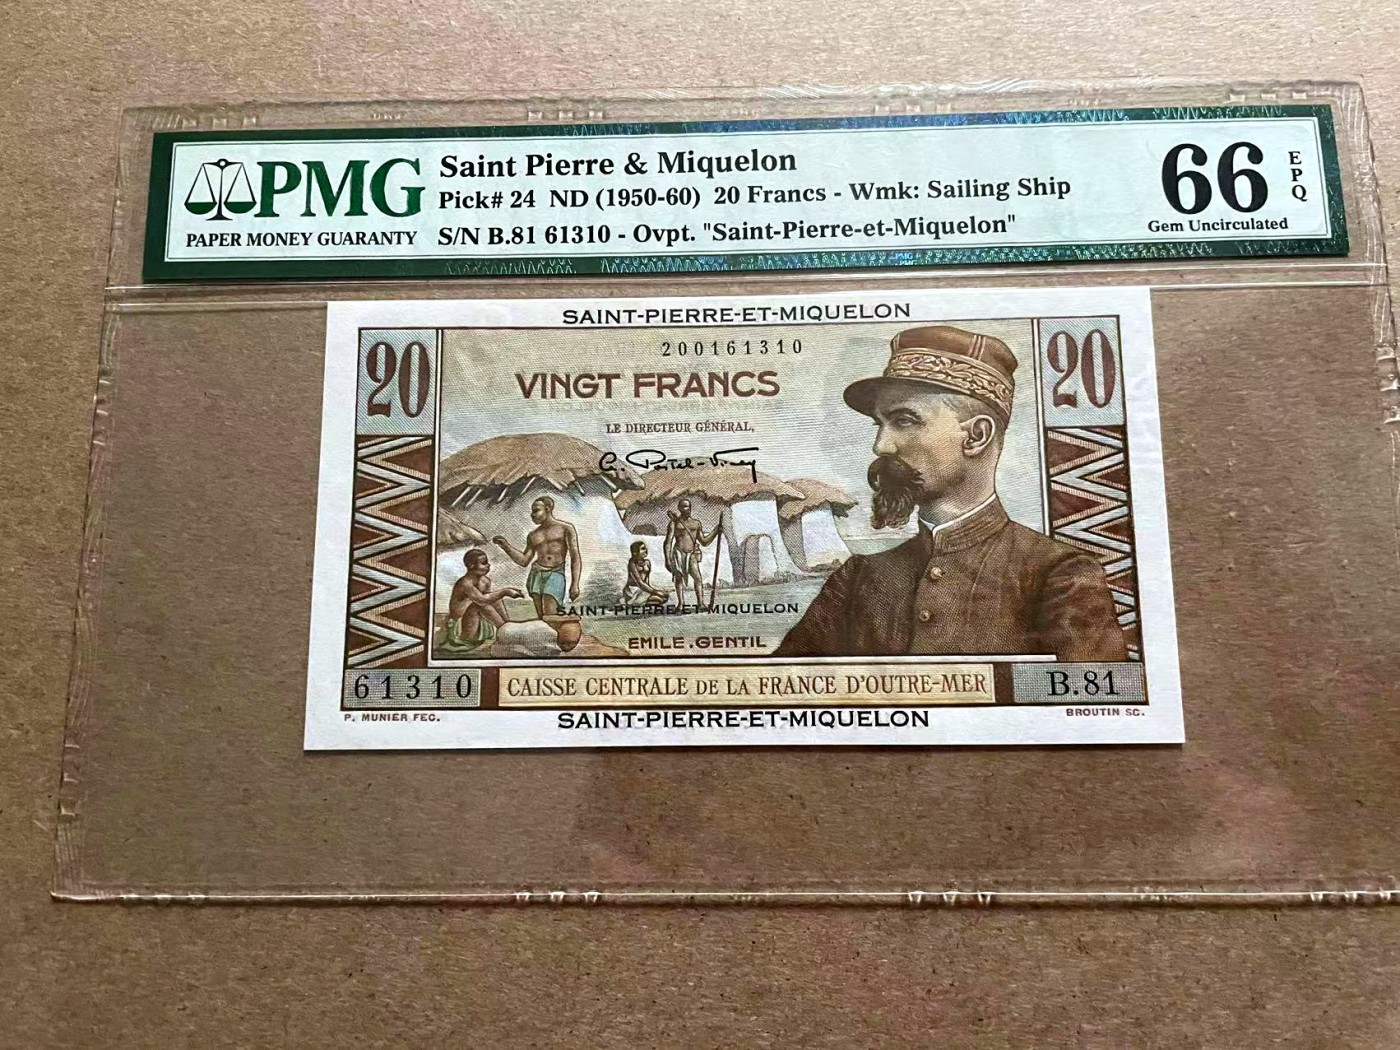 PMG
PAPER MONEY GUARANTY
Saint Pierre & Miquelon
Pick# 24 ND (1950-60) 20 Francs - Wmk: Sailing Ship
S/N B.81 61310 - Ovpt. "Saint-Pierre-et-Miquelon"
66
EPQ
Gem Uncirculated
SAINT-PIERRE-ET-MIQUELON
20
200161310
20
VINGT FRANCS
LE DIRECTEUR GÉNÉRAL,
SAINT-PIERRE-ET-MIQUELON
EMILE.GENTIL
61310
CAISSE CENTRALE DE LA FRANCE D'OUTRE-MER
B.81
P. MUNIER FEC.
SAINT-PIERRE-ET-MIQUELON
BROUTIN SC.